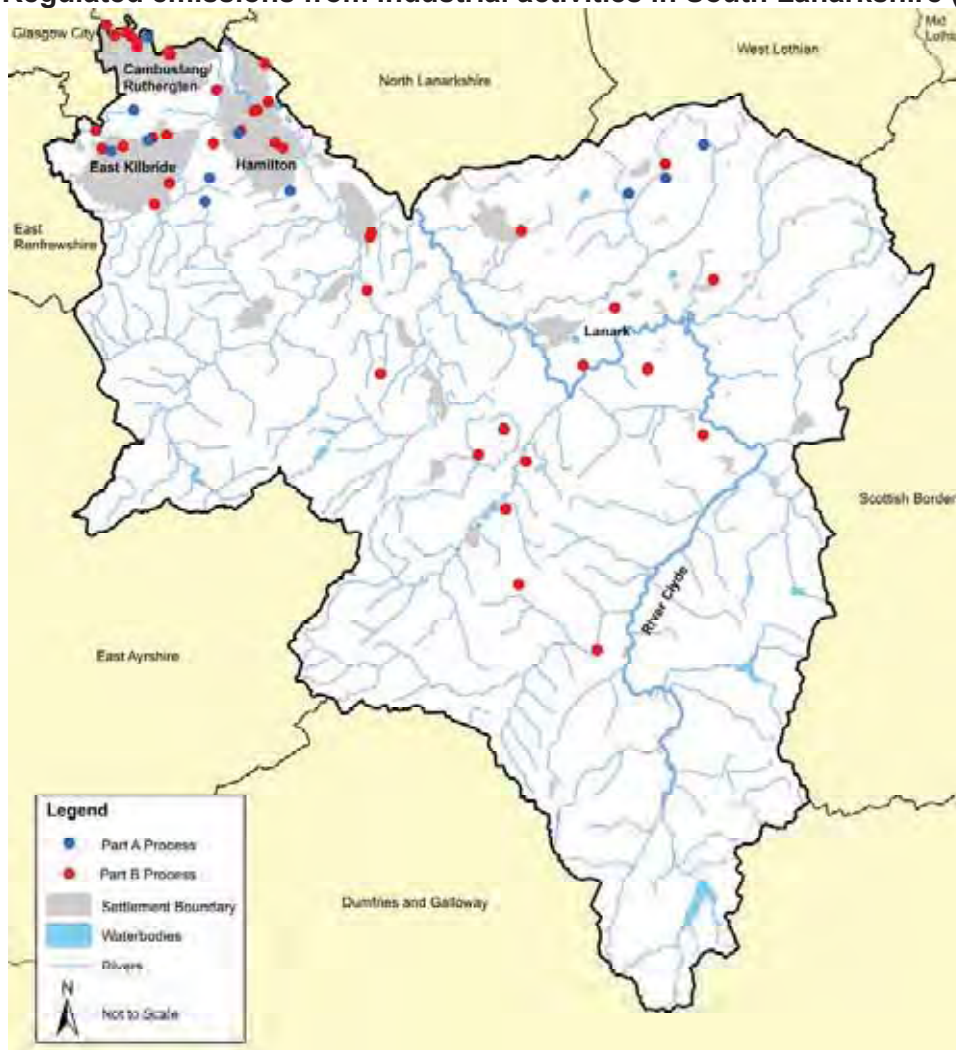 Regulated emissions from industrial activities in South Lanarkshire (
Glasgow City
Mid
West Lothian
Cambuslang/
Rutherglen
North Lanarkshire
East Kilbride
Hamilton
East
Renfrewshire
Lanark
Scottish Border
River Clyde
East Ayrshire
Dumfries and Galloway
Legend
Part A Process
Part B Process
Settlement Boundary
Waterbodies
Rivers
N
Not to Scale